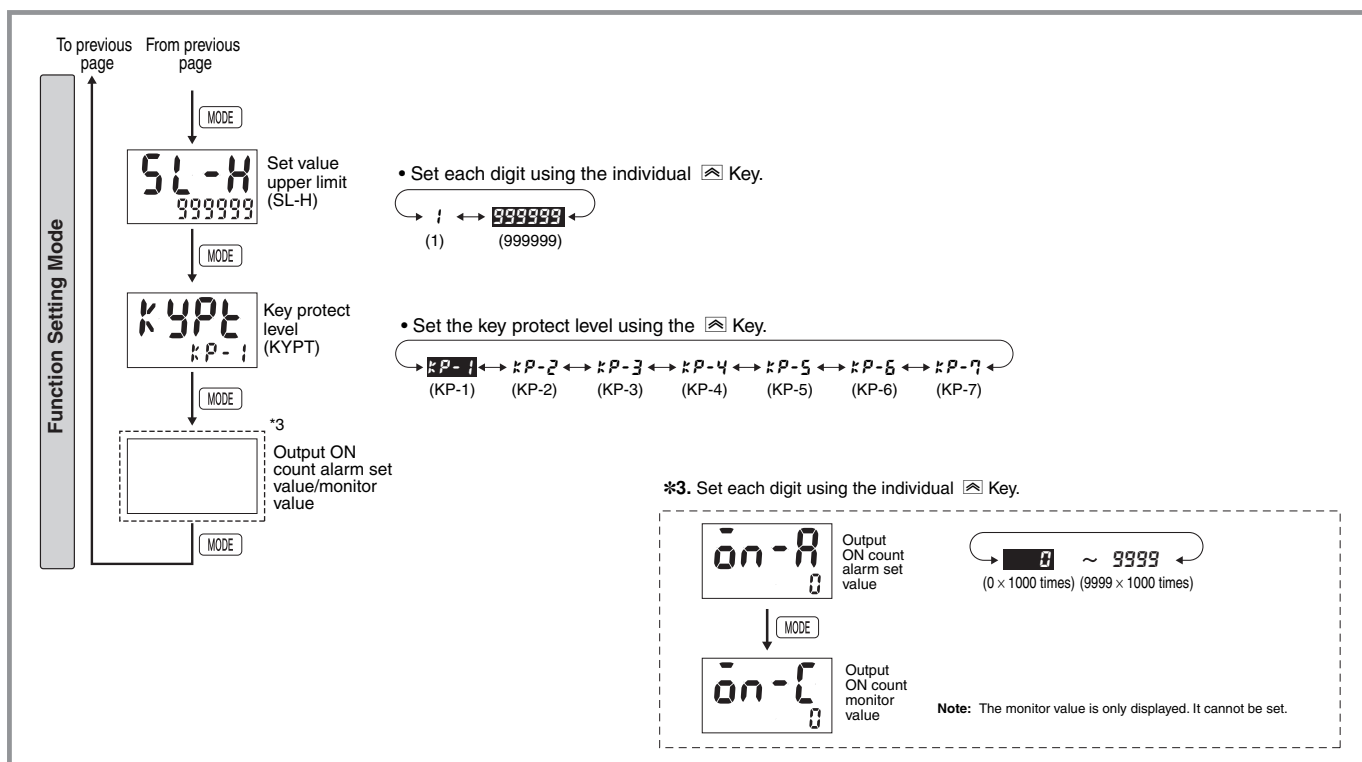 To previous page
From previous page
Function Setting Mode
MODE
SL-H
999999
Set value
upper limit
(SL-H)
• Set each digit using the individual Key.
1 ↔ 999999
(1) (999999)
MODE
KYPt
KP-1
Key protect
level
(KYPT)
• Set the key protect level using the Key.
KP-1 ↔ KP-2 ↔ KP-3 ↔ KP-4 ↔ KP-5 ↔ KP-6 ↔ KP-7
(KP-1) (KP-2) (KP-3) (KP-4) (KP-5) (KP-6) (KP-7)
MODE
*3
Output ON
count alarm set
value/monitor
value
MODE
✽3. Set each digit using the individual Key.
ōn-A
0
Output
ON count
alarm set
value
0 ~ 9999
(0 × 1000 times) (9999 × 1000 times)
MODE
ōn-C
0
Output
ON count
monitor
value
Note: The monitor value is only displayed. It cannot be set.